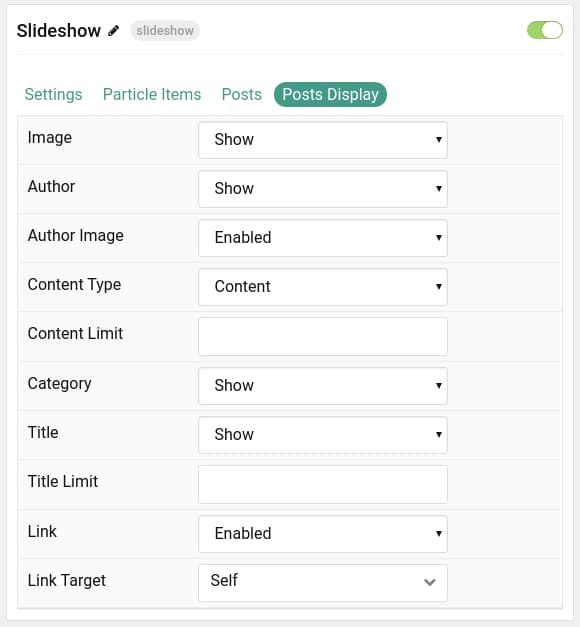 Slideshow slideshow
Settings Particle Items Posts Posts Display
Image Show
Author Show
Author Image Enabled
Content Type Content
Content Limit
Category Show
Title Show
Title Limit
Link Enabled
Link Target Self